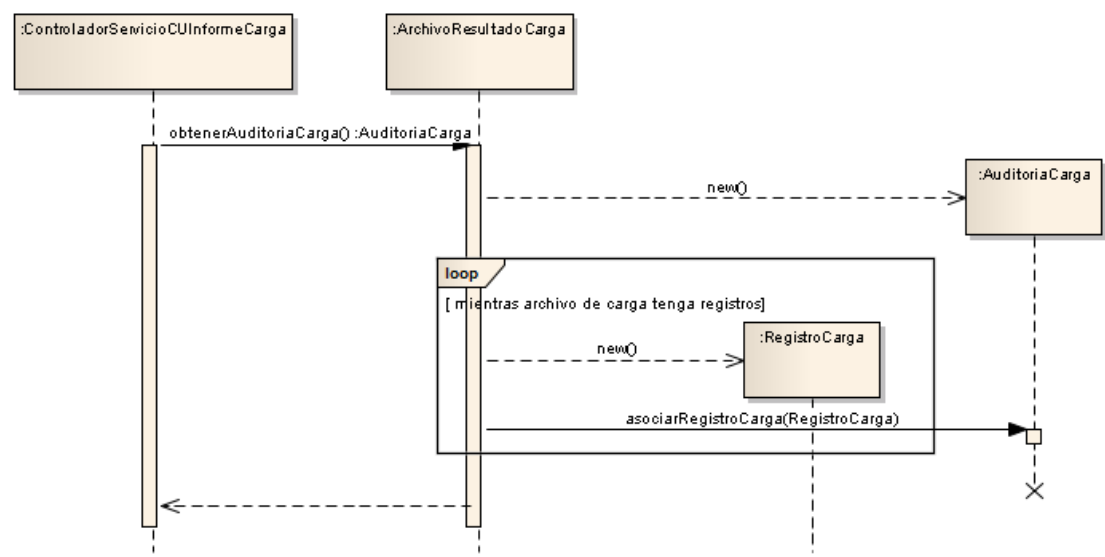 :ControladorServicioCUInformeCarga
:ArchivoResultadoCarga
obtenerAuditoriaCarga() :AuditoriaCarga
:AuditoriaCarga
new()
loop
[ mientras archivo de carga tenga registros]
:RegistroCarga
new()
asociarRegistroCarga(RegistroCarga)